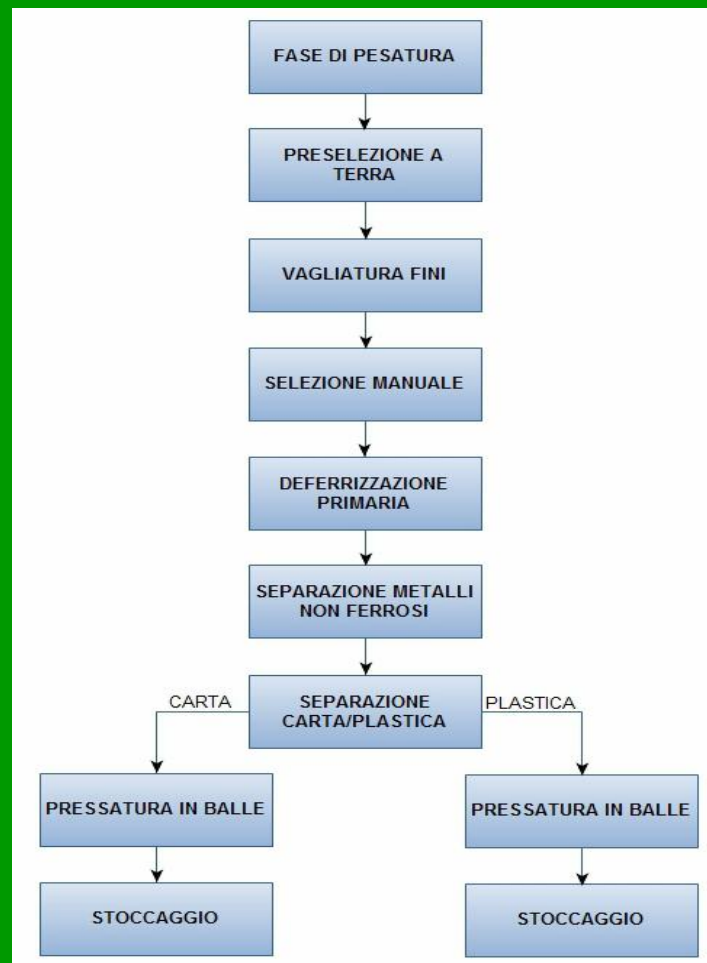 FASE DI PESATURA
PRESELEZIONE A
TERRA
VAGLIATURA FINI
SELEZIONE MANUALE
DEFERRIZZAZIONE
PRIMARIA
SEPARAZIONE METALLI
NON FERROSI
SEPARAZIONE
CARTA/PLASTICA
CARTA
PLASTICA
PRESSATURA IN BALLE
PRESSATURA IN BALLE
STOCCAGGIO
STOCCAGGIO